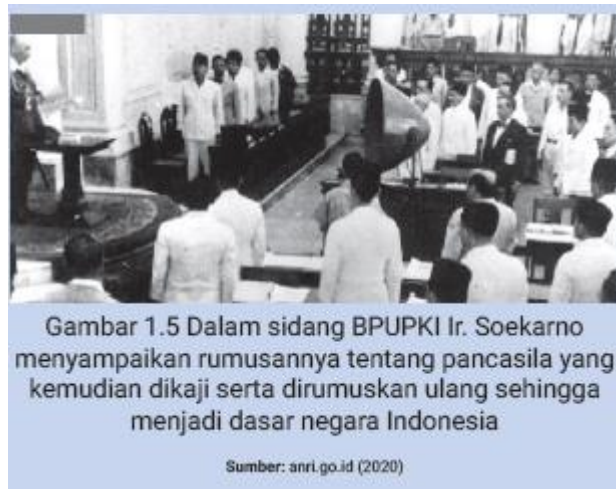 Gambar 1.5 Dalam sidang BPUPKI Ir. Soekarno
menyampaikan rumusannya tentang pancasila yang
kemudian dikaji serta dirumuskan ulang sehingga
menjadi dasar negara Indonesia
Sumber: anri.go.id (2020)